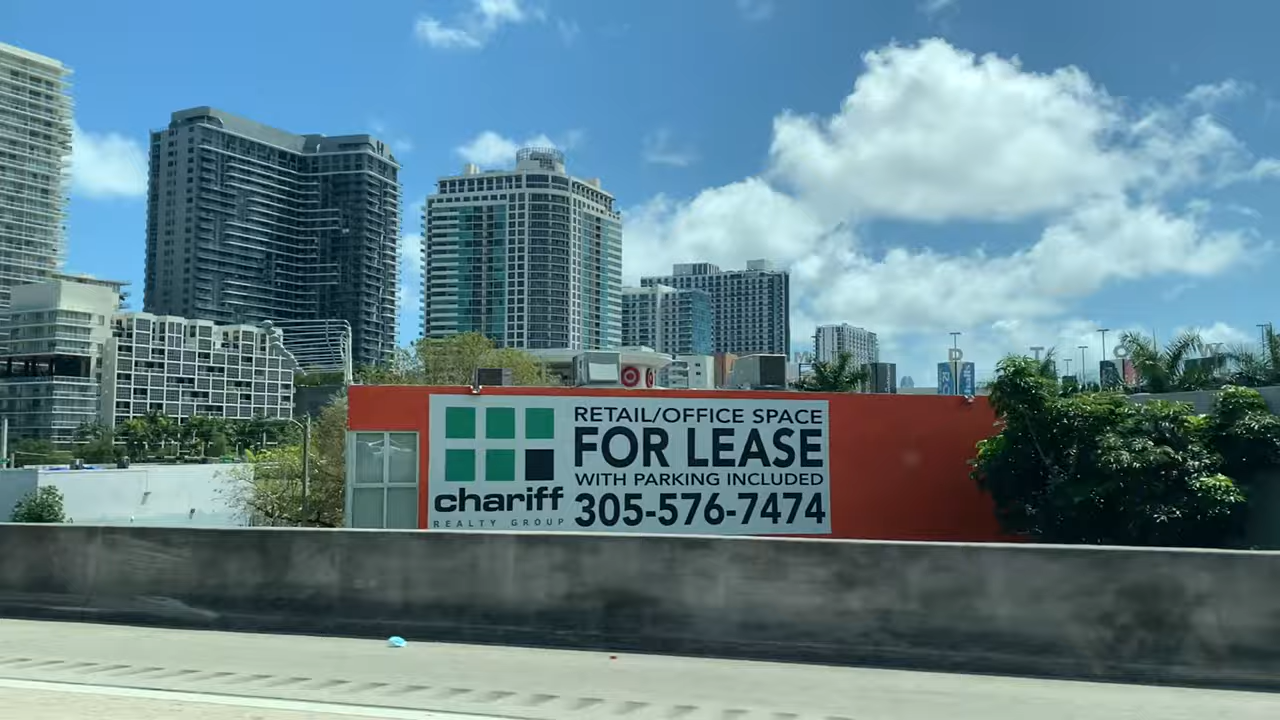 RETAIL/OFFICE SPACE
FOR LEASE
WITH PARKING INCLUDED
305-576-7474
chariff
REALTY GROUP